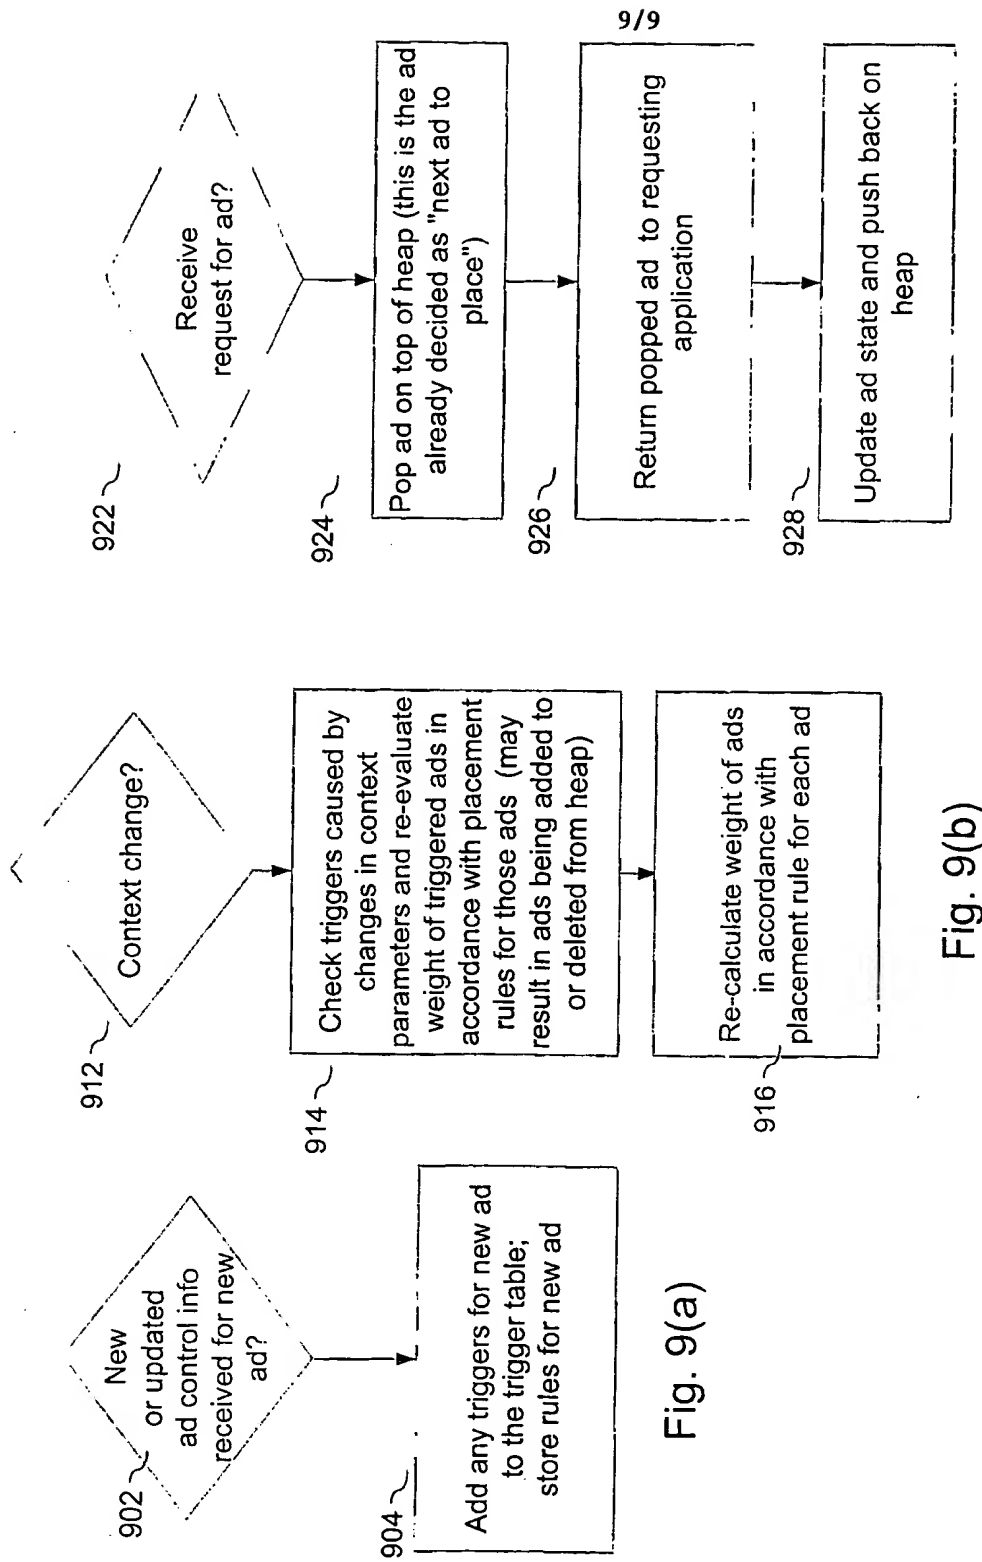 9/9
902
New
or updated
ad control info
received for new
ad?
904
Add any triggers for new ad
to the trigger table;
store rules for new ad
Fig. 9(a)
912
Context change?
914
Check triggers caused by
changes in context
parameters and re-evaluate
weight of triggered ads in
accordance with placement
rules for those ads (may
result in ads being added to
or deleted from heap)
916
Re-calculate weight of ads
in accordance with
placement rule for each ad
Fig. 9(b)
922
Receive
request for ad?
924
Pop ad on top of heap (this is the ad
already decided as "next ad to
place")
926
Return popped ad to requesting
application
928
Update ad state and push back on
heap